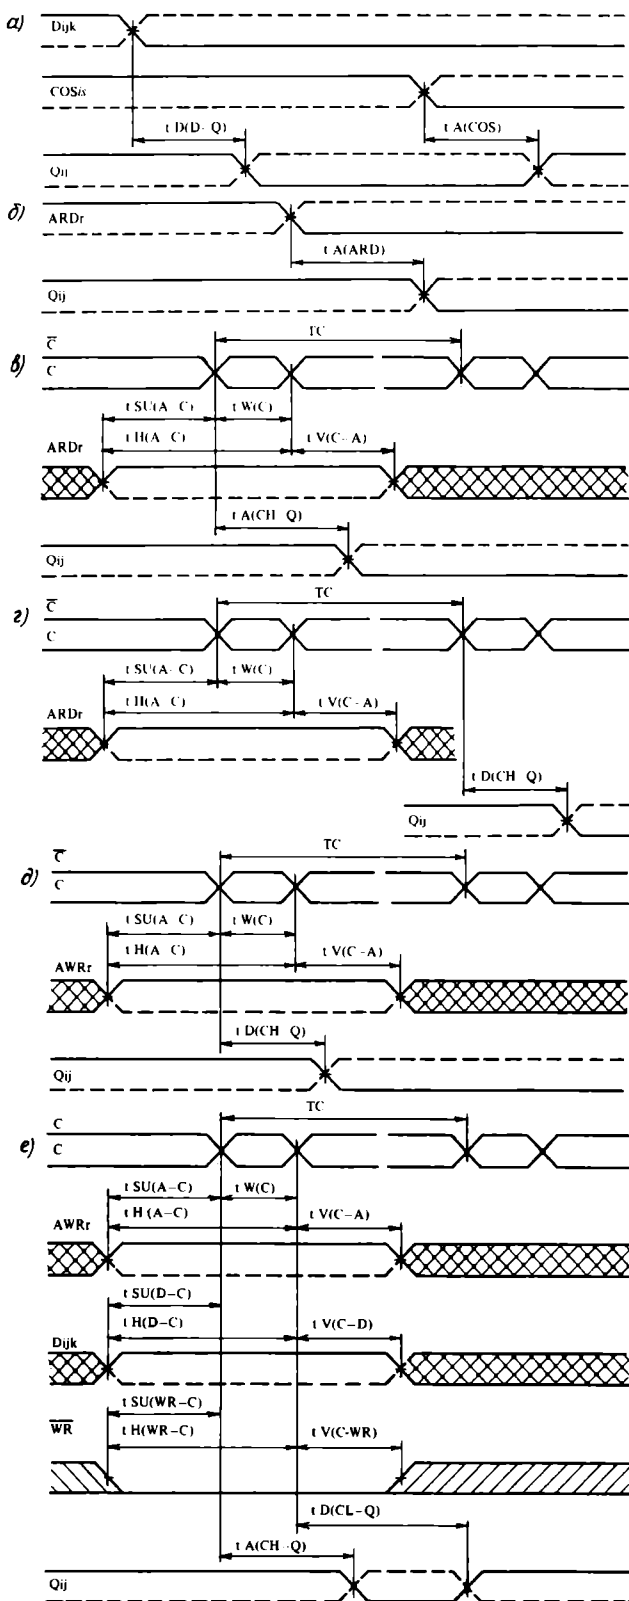 а)
Dijk
COSis
t D(D- Q)
t A(COS)
Qij
б)
ARDr
t A(ARD)
Qij
в)
C̅
TC
C
t SU(A-C)
t W(C)
t H(A-C)
t V(C-A)
ARDr
t A(CH-Q)
Qij
г)
C̅
TC
C
t SU(A-C)
t W(C)
t H(A-C)
t V(C-A)
ARDr
t D(CH-Q)
Qij
д)
C̅
TC
C
t SU(A-C)
t W(C)
t H(A-C)
t V(C-A)
AWRr
t D(CH-Q)
Qij
е)
C
TC
C
t SU(A-C)
t W(C)
t H(A-C)
t V(C-A)
AWRr
t SU(D-C)
t H(D-C)
t V(C-D)
Dijk
t SU(WR-C)
t H(WR-C)
t V(C-WR)
W̅R̅
t D(CL-Q)
t A(CH-Q)
Qij